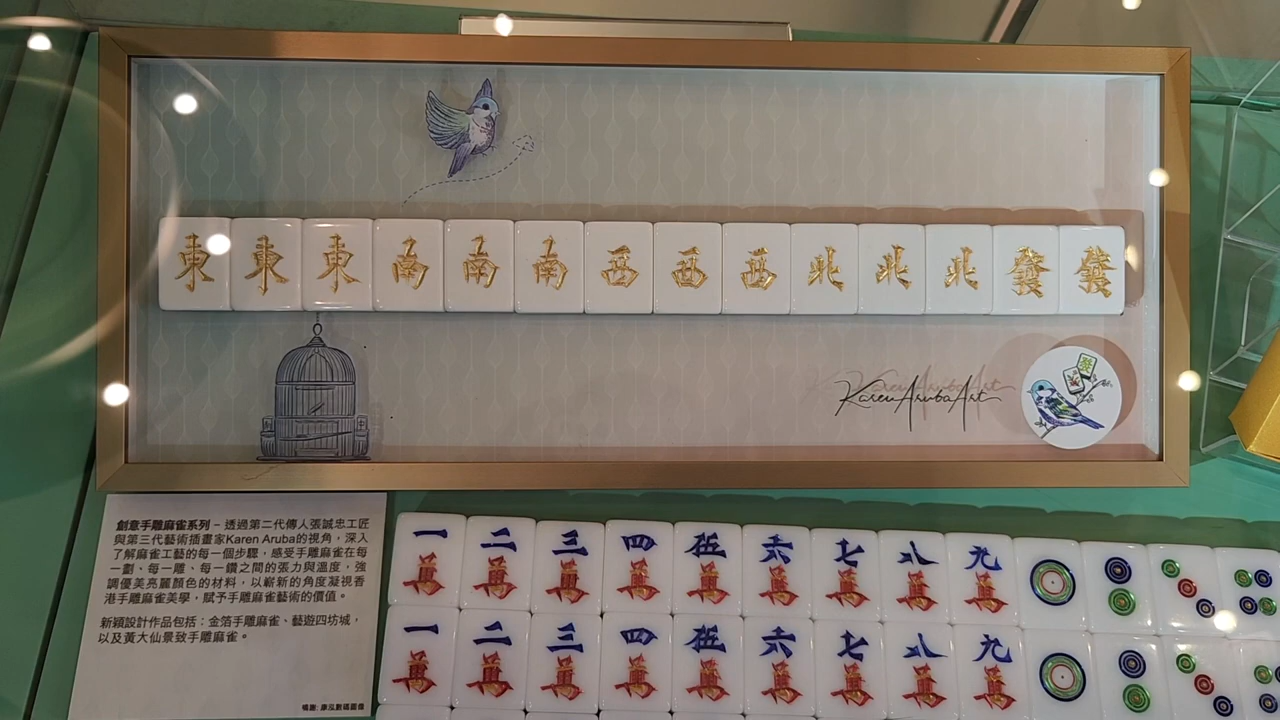 東 東 東 南 南 南 西 西 西 北 北 北 發 發
KarenArubaArt
創意手雕麻雀系列 – 透過第二代傳人張誠忠工匠
與第三代藝術插畫家Karen Aruba的視角，深入
了解麻雀工藝的每一個步驟，感受手雕麻雀在每
一劃、每一雕、每一鑽之間的張力與溫度，強
調優美亮麗顏色的材料，以嶄新的角度凝視香
港手雕麻雀美學，賦予手雕麻雀藝術的價值。
新穎設計作品包括：金箔手雕麻雀、藝遊四坊城，
以及黃大仙景致手雕麻雀。
鳴謝: 康泓數碼圖像
一 二 三 四 伍 六 七 八 九
萬 萬 萬 萬 萬 萬 萬 萬 萬
一 二 三 四 伍 六 七 八 九
萬 萬 萬 萬 萬 萬 萬 萬 萬